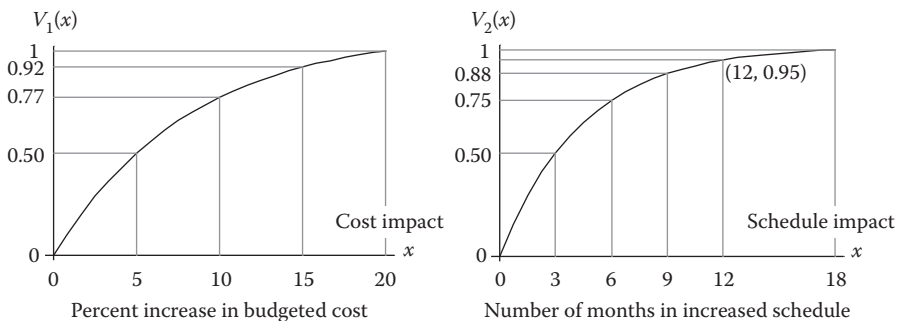 V1(x)
1
0.92
0.77
0.50
0
Cost impact
x
0 5 10 15 20
Percent increase in budgeted cost
V2(x)
1
0.88
(12, 0.95)
0.75
0.50
0
Schedule impact
x
0 3 6 9 12 18
Number of months in increased schedule